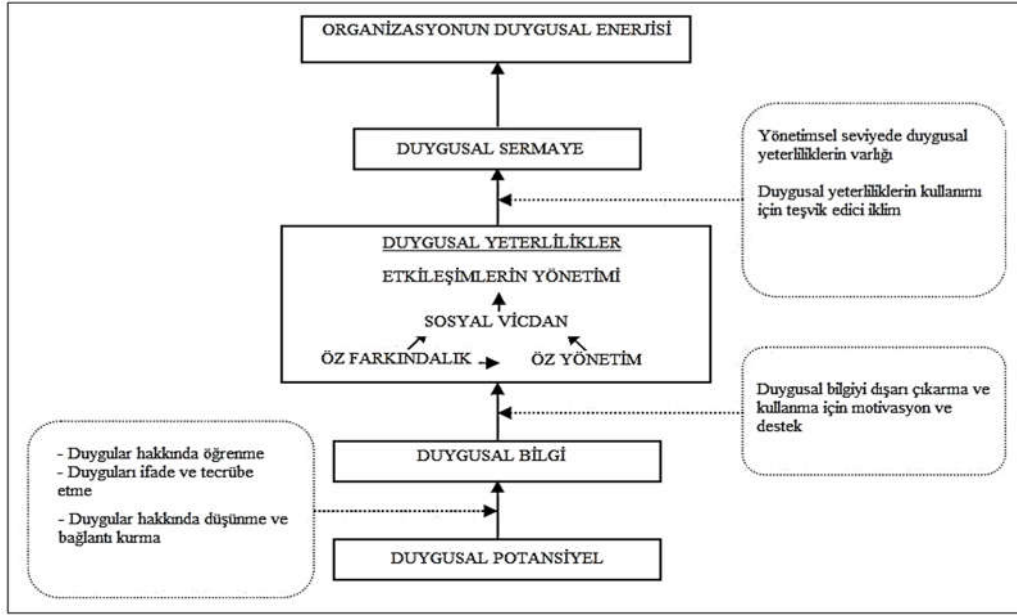 ORGANİZASYONUN DUYGUSAL ENERJİSİ
DUYGUSAL SERMAYE
Yönetimsel seviyede duygusal
yeterliliklerin varlığı
Duygusal yeterliliklerin kullanımı
için teşvik edici iklim
DUYGUSAL YETERLİLİKLER
ETKİLEŞİMLERİN YÖNETİMİ
SOSYAL VİCDAN
ÖZ FARKINDALIK
ÖZ YÖNETİM
Duygusal bilgiyi dışarı çıkarma ve
kullanma için motivasyon ve
destek
DUYGUSAL BİLGİ
- Duygular hakkında öğrenme
- Duyguları ifade ve tecrübe
etme
- Duygular hakkında düşünme ve
bağlantı kurma
DUYGUSAL POTANSİYEL